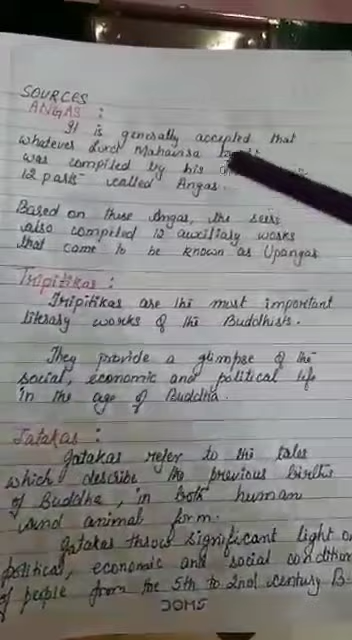 SOURCES
ANGAS :
It is generally accepted that
whatever Lord Mahavira
was compiled by his
12 parts called Angas.
Based on these Angas, the seers
also compiled 12 auxiliary works
that came to be known as Upangas
Tripitikas :
Tripitikas are the most important
literary works of the Buddhists.
They provide a glimpse of the
social, economic and political life
in the age of Buddha.
Jatakas :
Jatakas refer to the tales
which describe the previous births
of Buddha, in both human
and animal form.
Jatakas throw significant light on
political, economic and social condition
of people from the 5th to 2nd century B
DOMS